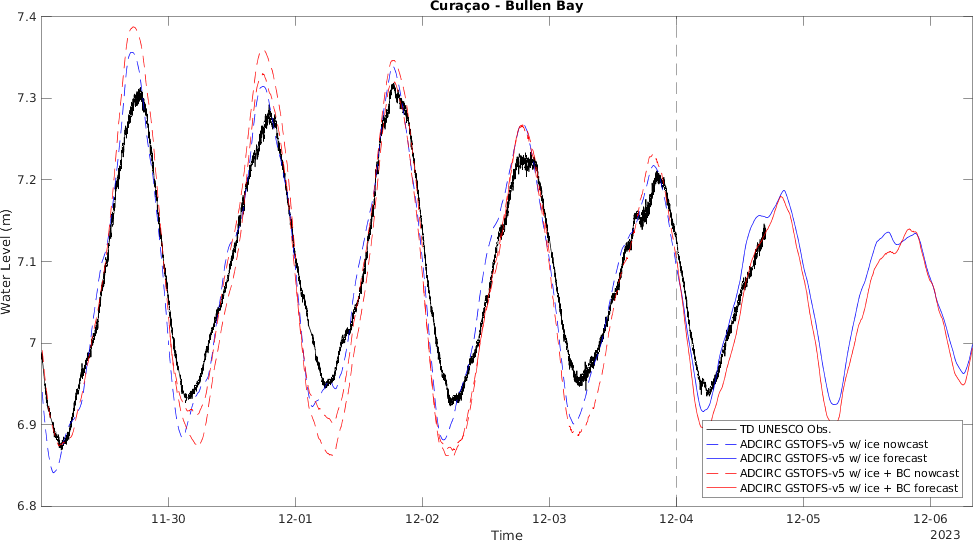 Curaçao - Bullen Bay
7.4
7.3
7.2
7.1
7
6.9
6.8
Water Level (m)
TD UNESCO Obs.
ADCIRC GSTOFS-v5 w/ ice nowcast
ADCIRC GSTOFS-v5 w/ ice forecast
ADCIRC GSTOFS-v5 w/ ice + BC nowcast
ADCIRC GSTOFS-v5 w/ ice + BC forecast
11-30
12-01
12-02
12-03
12-04
12-05
12-06
Time
2023